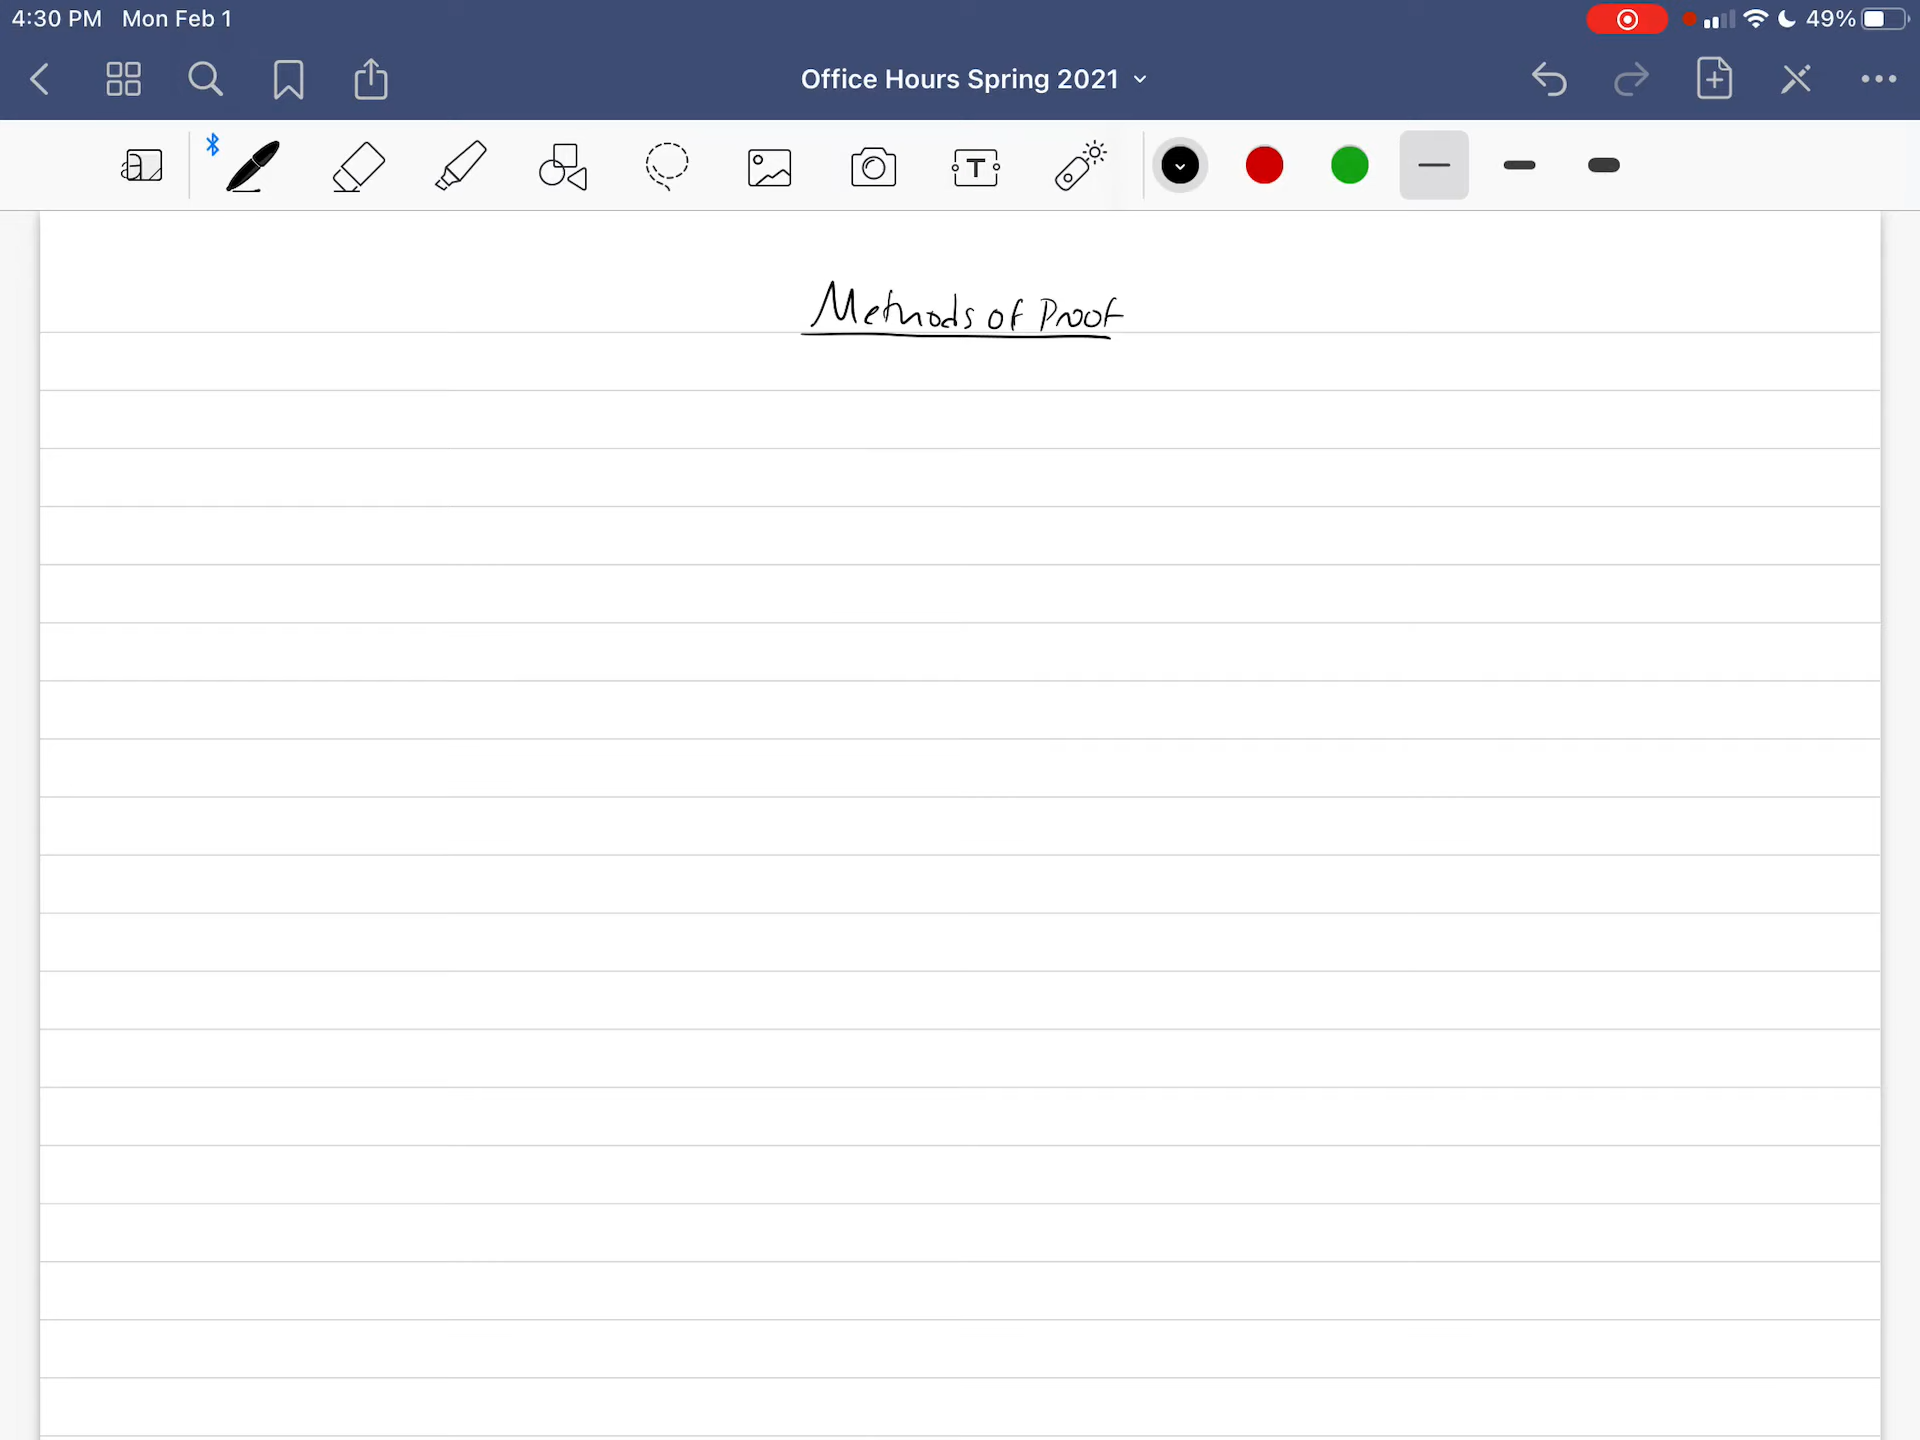 4:30 PM Mon Feb 1
49%
Office Hours Spring 2021
a
T
Methods of Proof